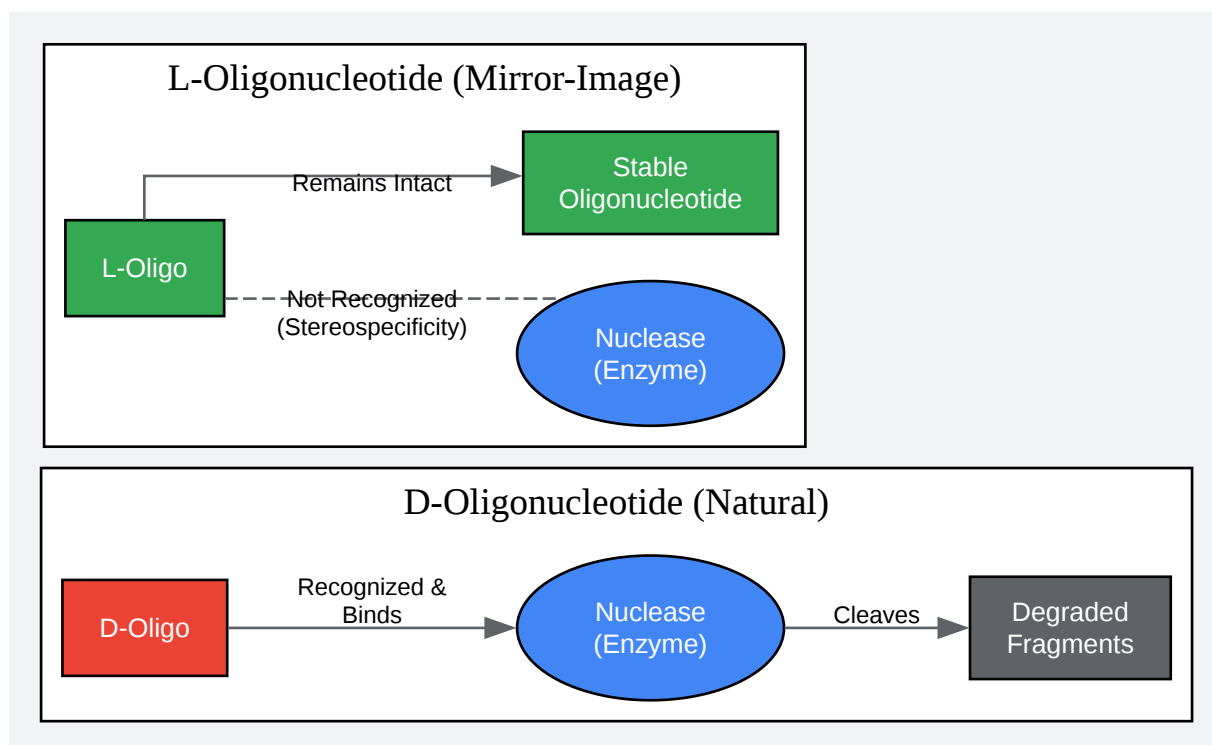 L-Oligonucleotide (Mirror-Image)
Stable
Oligonucleotide
Remains Intact
L-Oligo
Not Recognized
(Stereospecificity)
Nuclease
(Enzyme)
D-Oligonucleotide (Natural)
D-Oligo
Recognized &
Binds
Nuclease
(Enzyme)
Cleaves
Degraded
Fragments